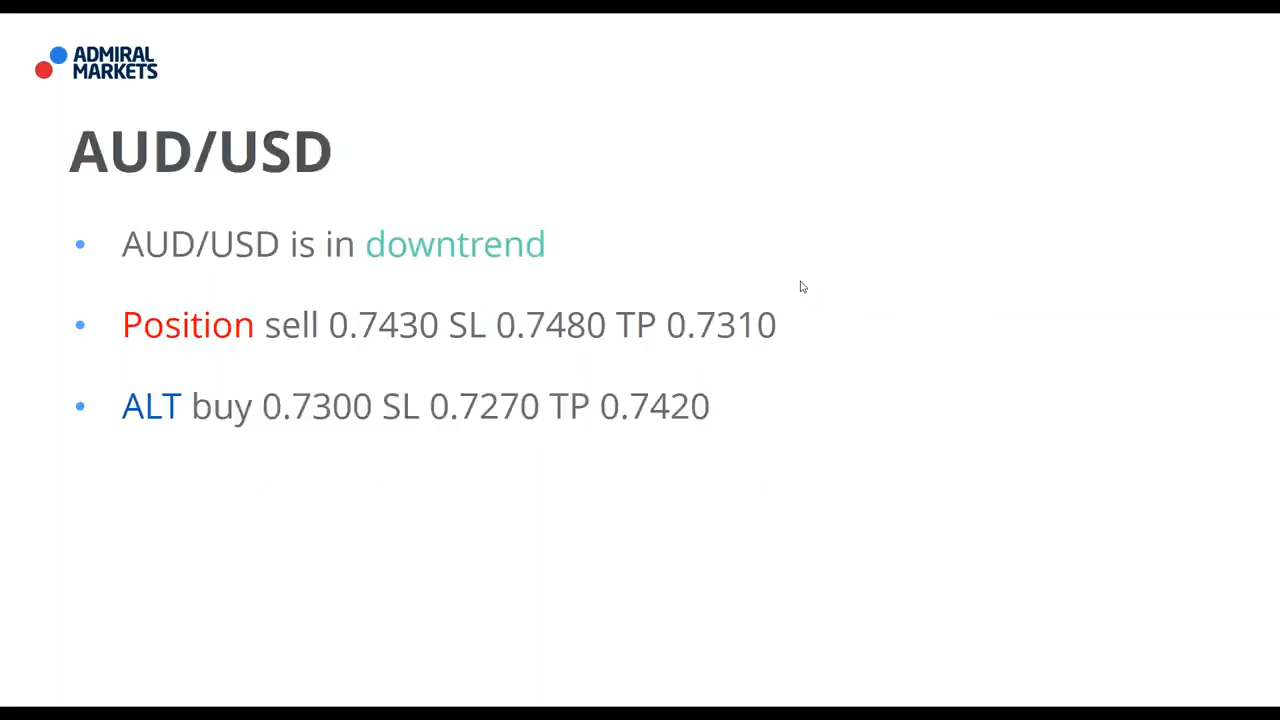 ADMIRAL
MARKETS
AUD/USD
• AUD/USD is in downtrend
• Position sell 0.7430 SL 0.7480 TP 0.7310
• ALT buy 0.7300 SL 0.7270 TP 0.7420